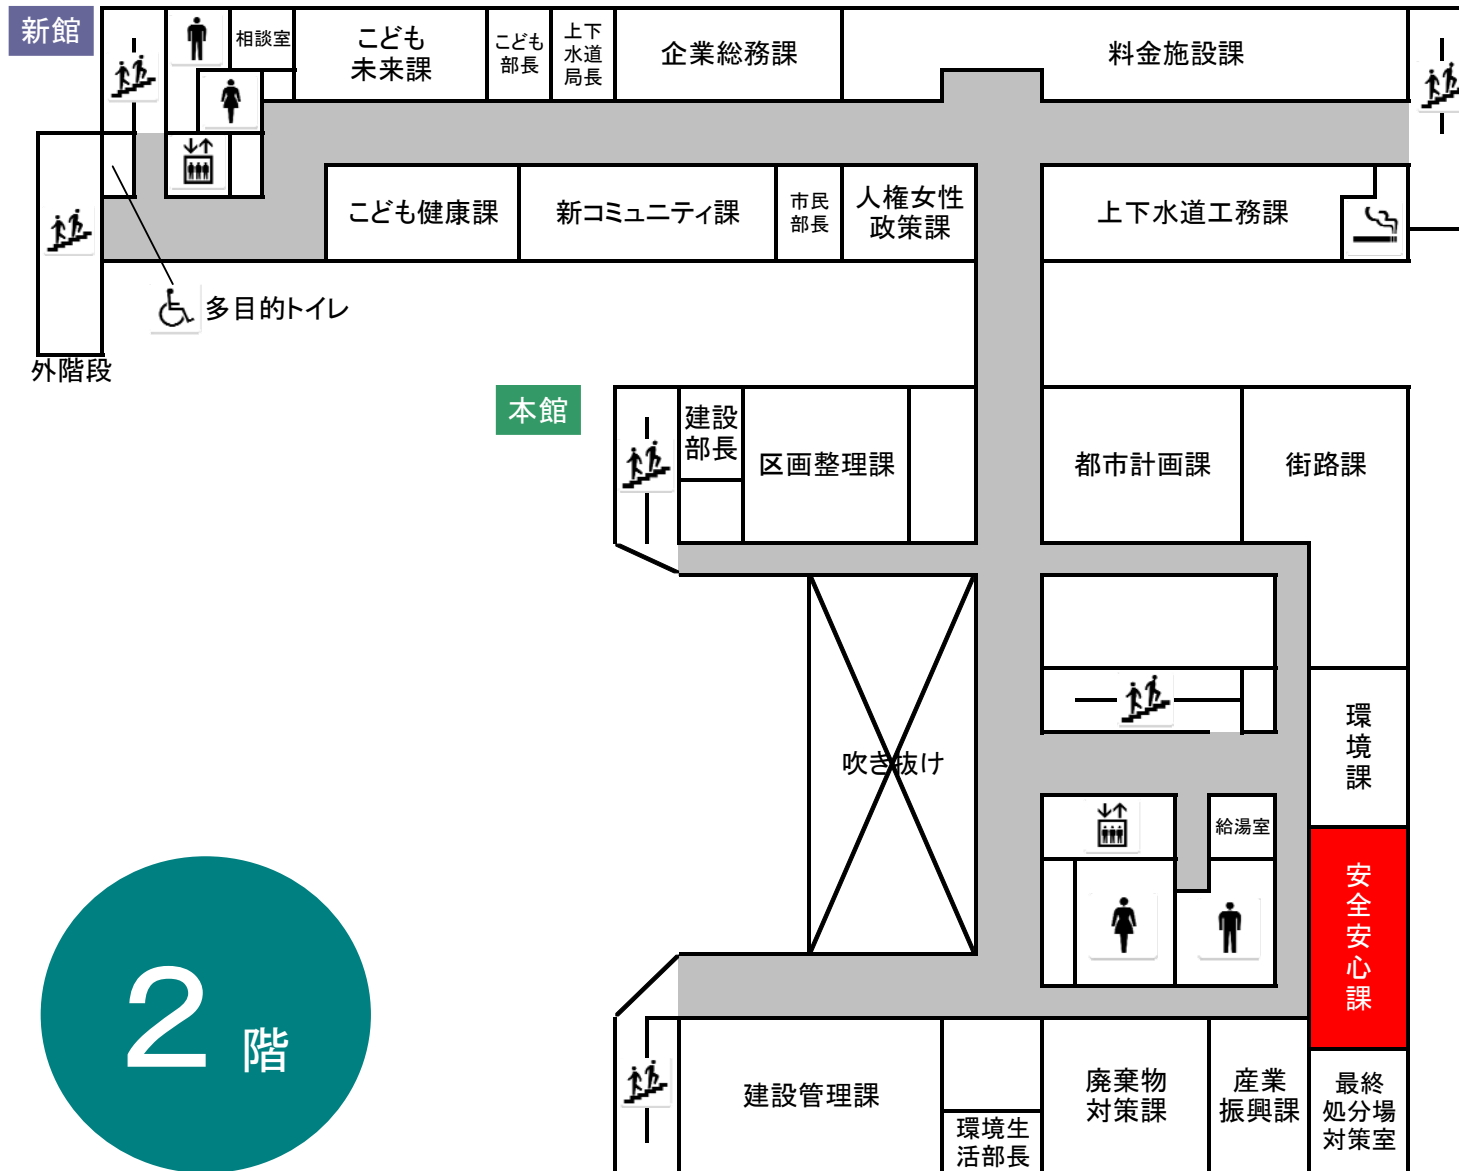 新館
相談室
こども
未来課
こども
部長
上下
水道
局長
企業総務課
料金施設課
こども健康課
新コミュニティ課
市民
部長
人権女性
政策課
上下水道工務課
多目的トイレ
外階段
本館
建設
部長
区画整理課
都市計画課
街路課
環
境
課
吹き抜け
給湯室
安
全
安
心
課
2階
建設管理課
環境生
活部長
廃棄物
対策課
産業
振興課
最終
処分場
対策室